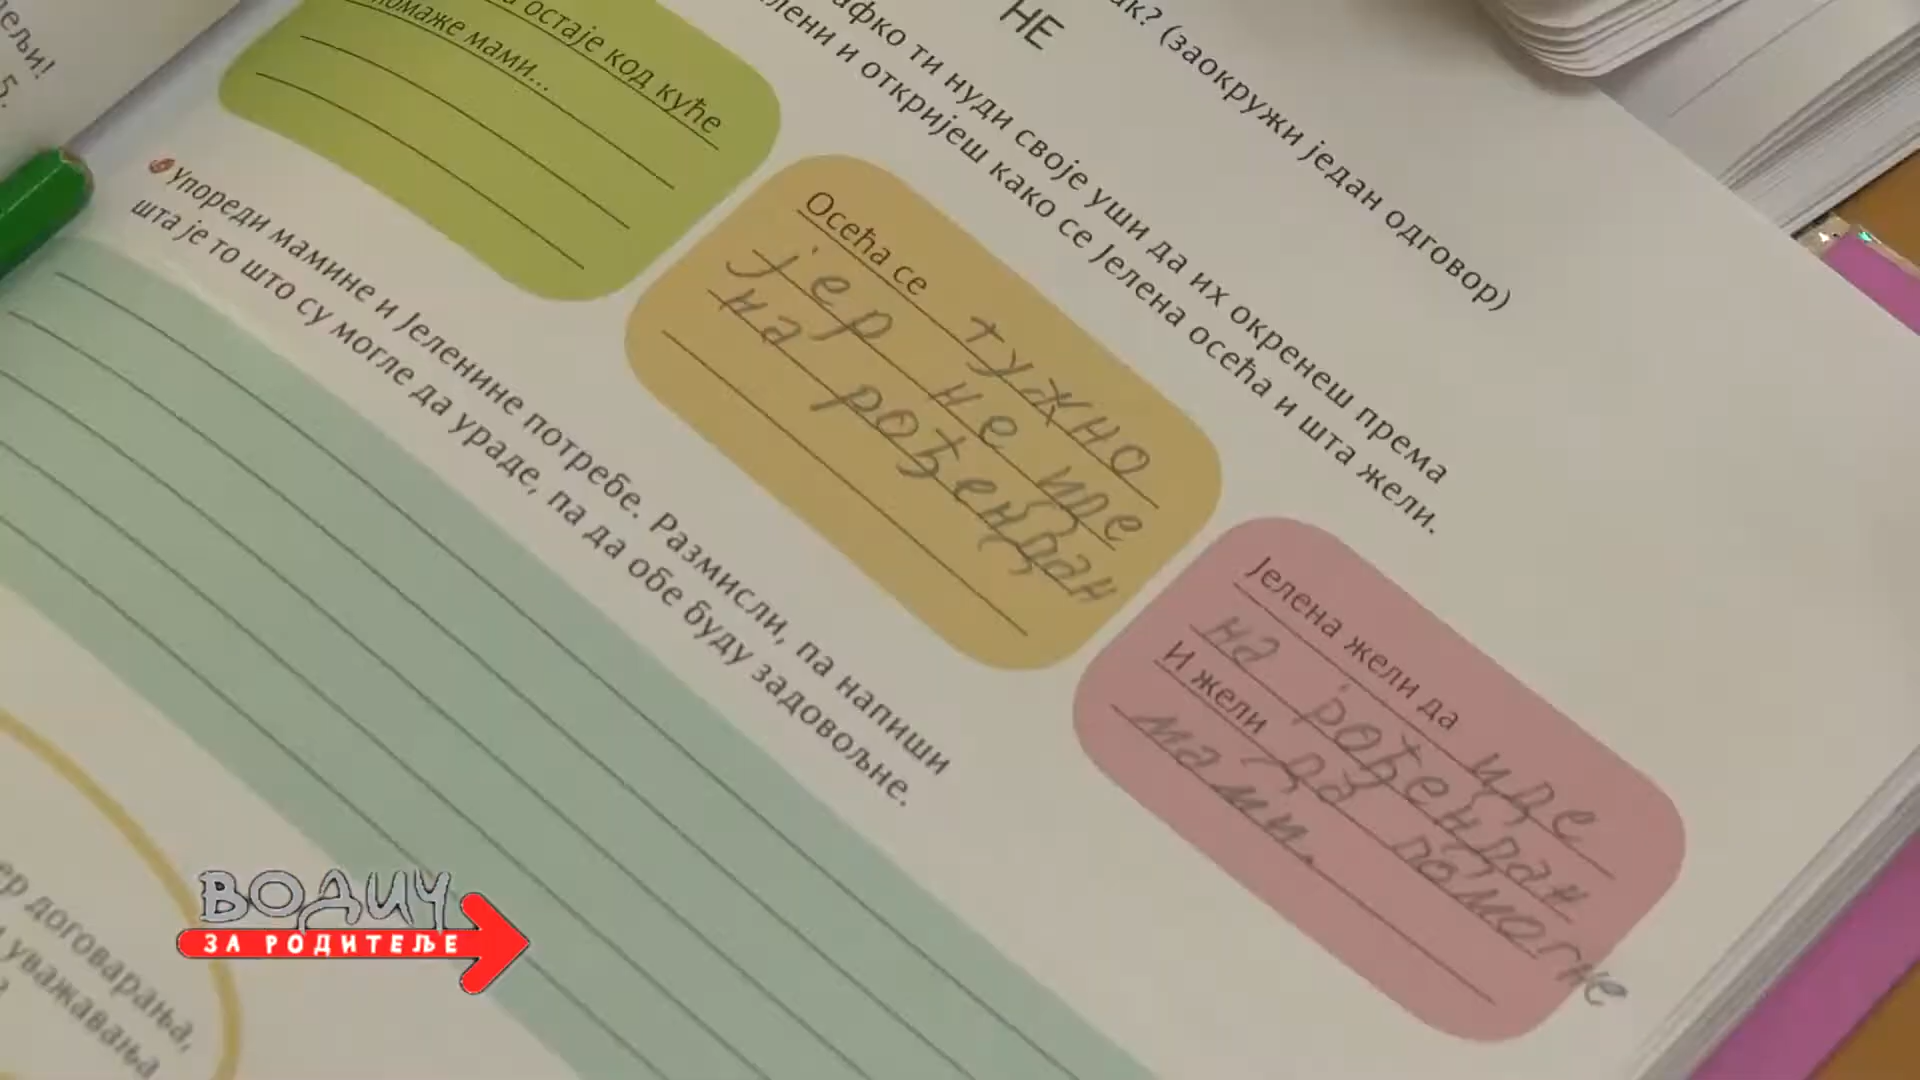 ељи!
5.
ак? (заокружи један одговор)
НЕ
афко ти нуди своје уши да их окренеш према
лени и откријеш како се Јелена осећа и шта жели.
остаје код куће
помаже мами...
Осећа се тужно
јер не иде
на рођендан
Јелена жели да иде
на рођендан
И жели да помогне
мами.
Упореди мамине и Јеленине потребе. Размисли, па напиши
шта је то што су могле да ураде, па да обе буду задовољне.
ер договарања,
и уважавања
ВОДИЧ
ЗА РОДИТЕЉЕ